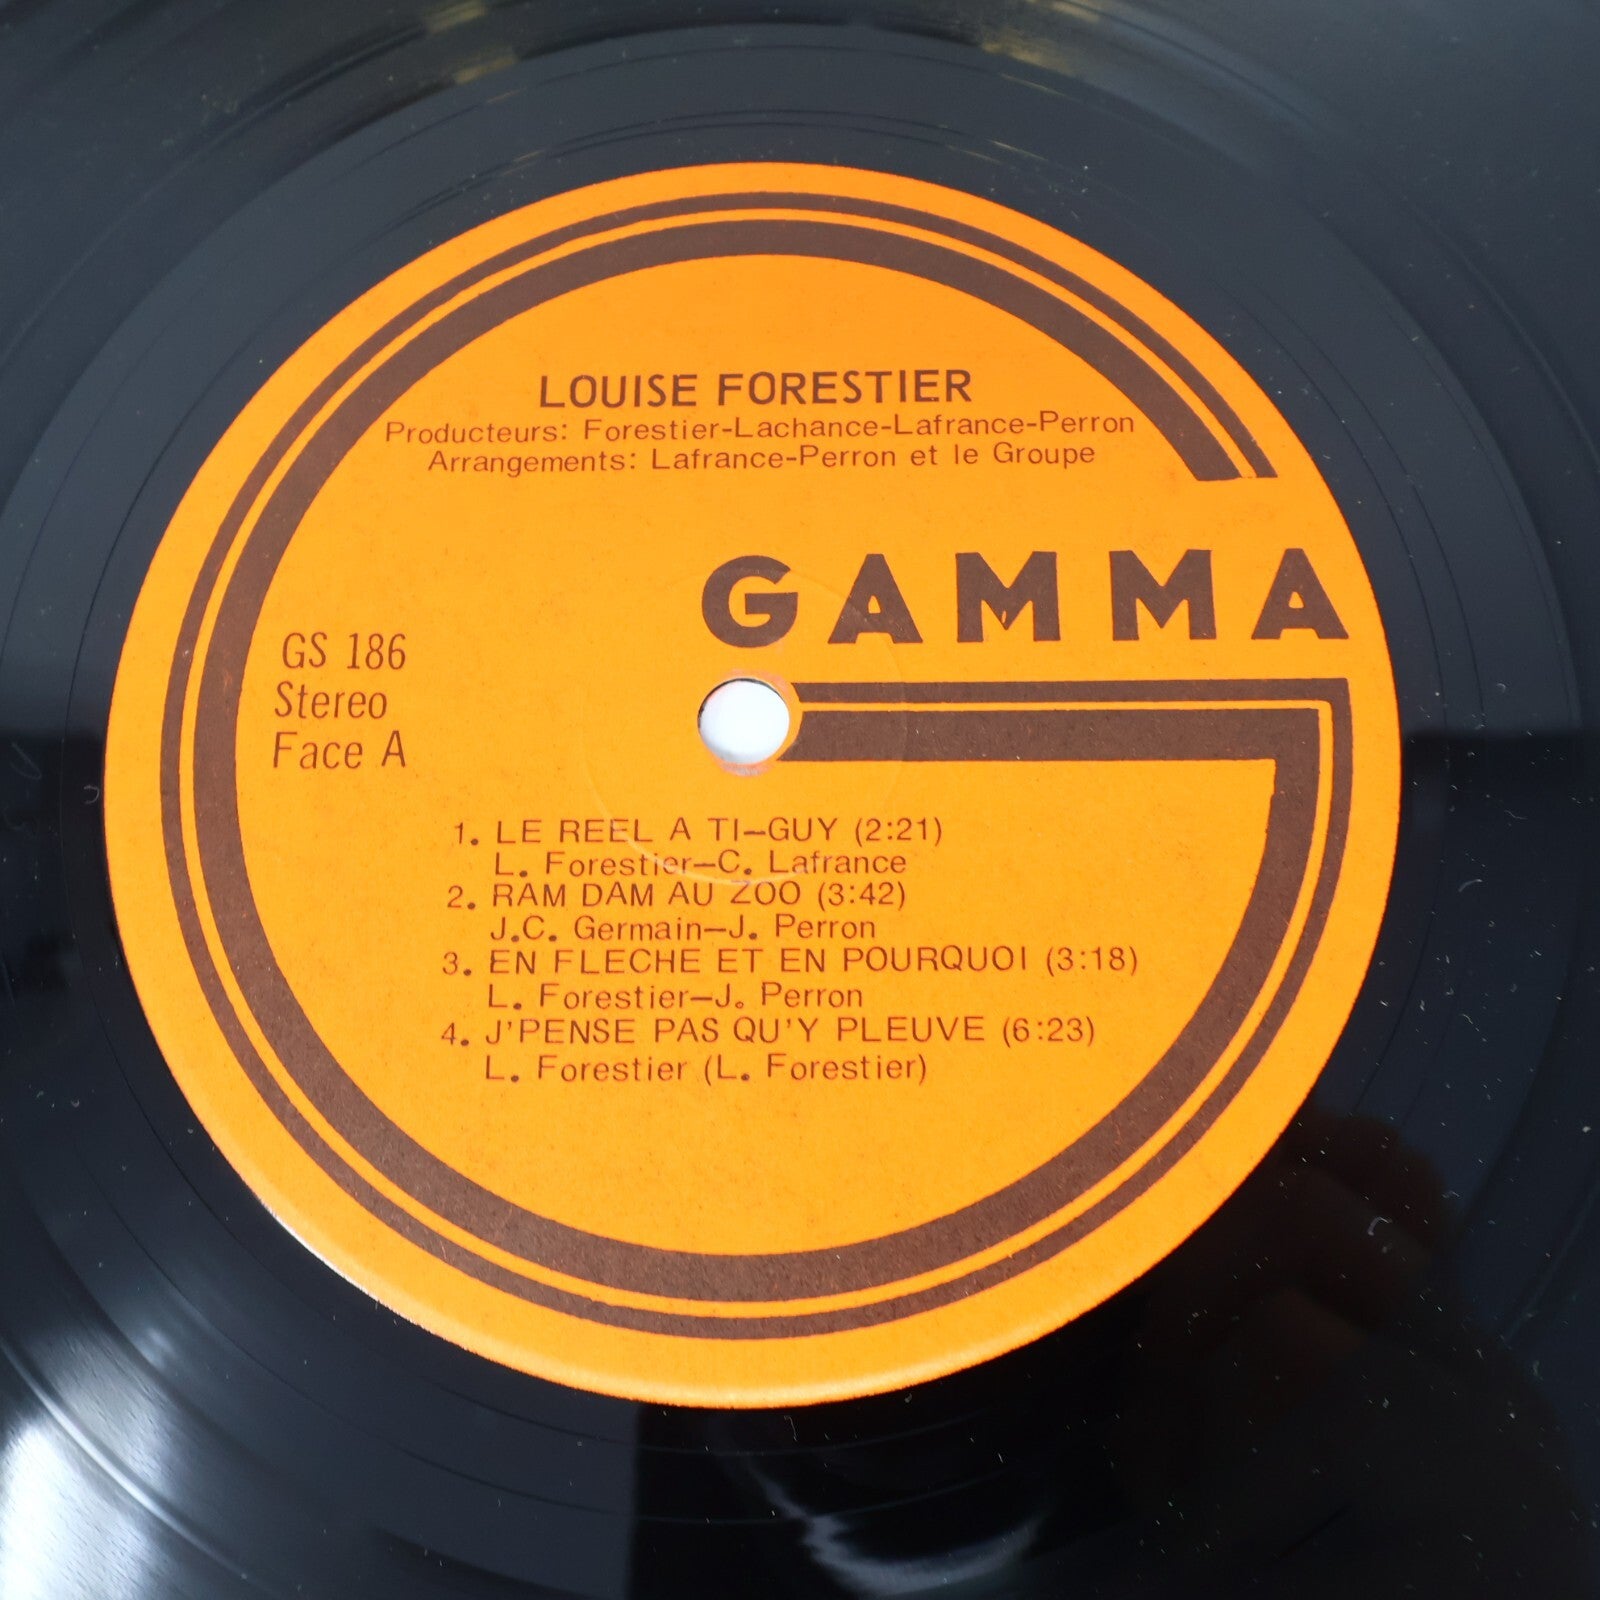 LOUISE FORESTIER
Producteurs: Forestier-Lachance-Lafrance-Perron
Arrangements: Lafrance-Perron et le Groupe
GAMMA
GS 186
Stereo
Face A
1. LE REEL A TI-GUY (2:21)
L. Forestier-C. Lafrance
2. RAM DAM AU ZOO (3:42)
J.C. Germain-J. Perron
3. EN FLECHE ET EN POURQUOI (3:18)
L. Forestier-J. Perron
4. J'PENSE PAS QU'Y PLEUVE (6:23)
L. Forestier (L. Forestier)